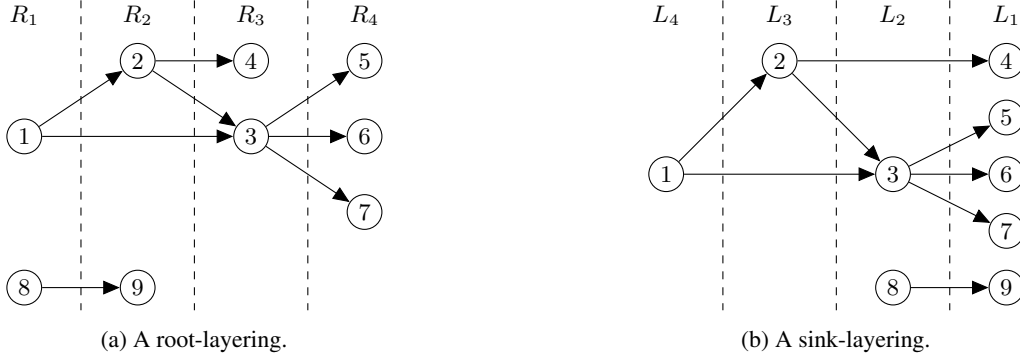 R₁ R₂ R₃ R₄ L₄ L₃ L₂ L₁
2 4 5 2 4
5
1 3 6
1 3 6
7
7
8 9 8 9
(a) A root-layering. (b) A sink-layering.